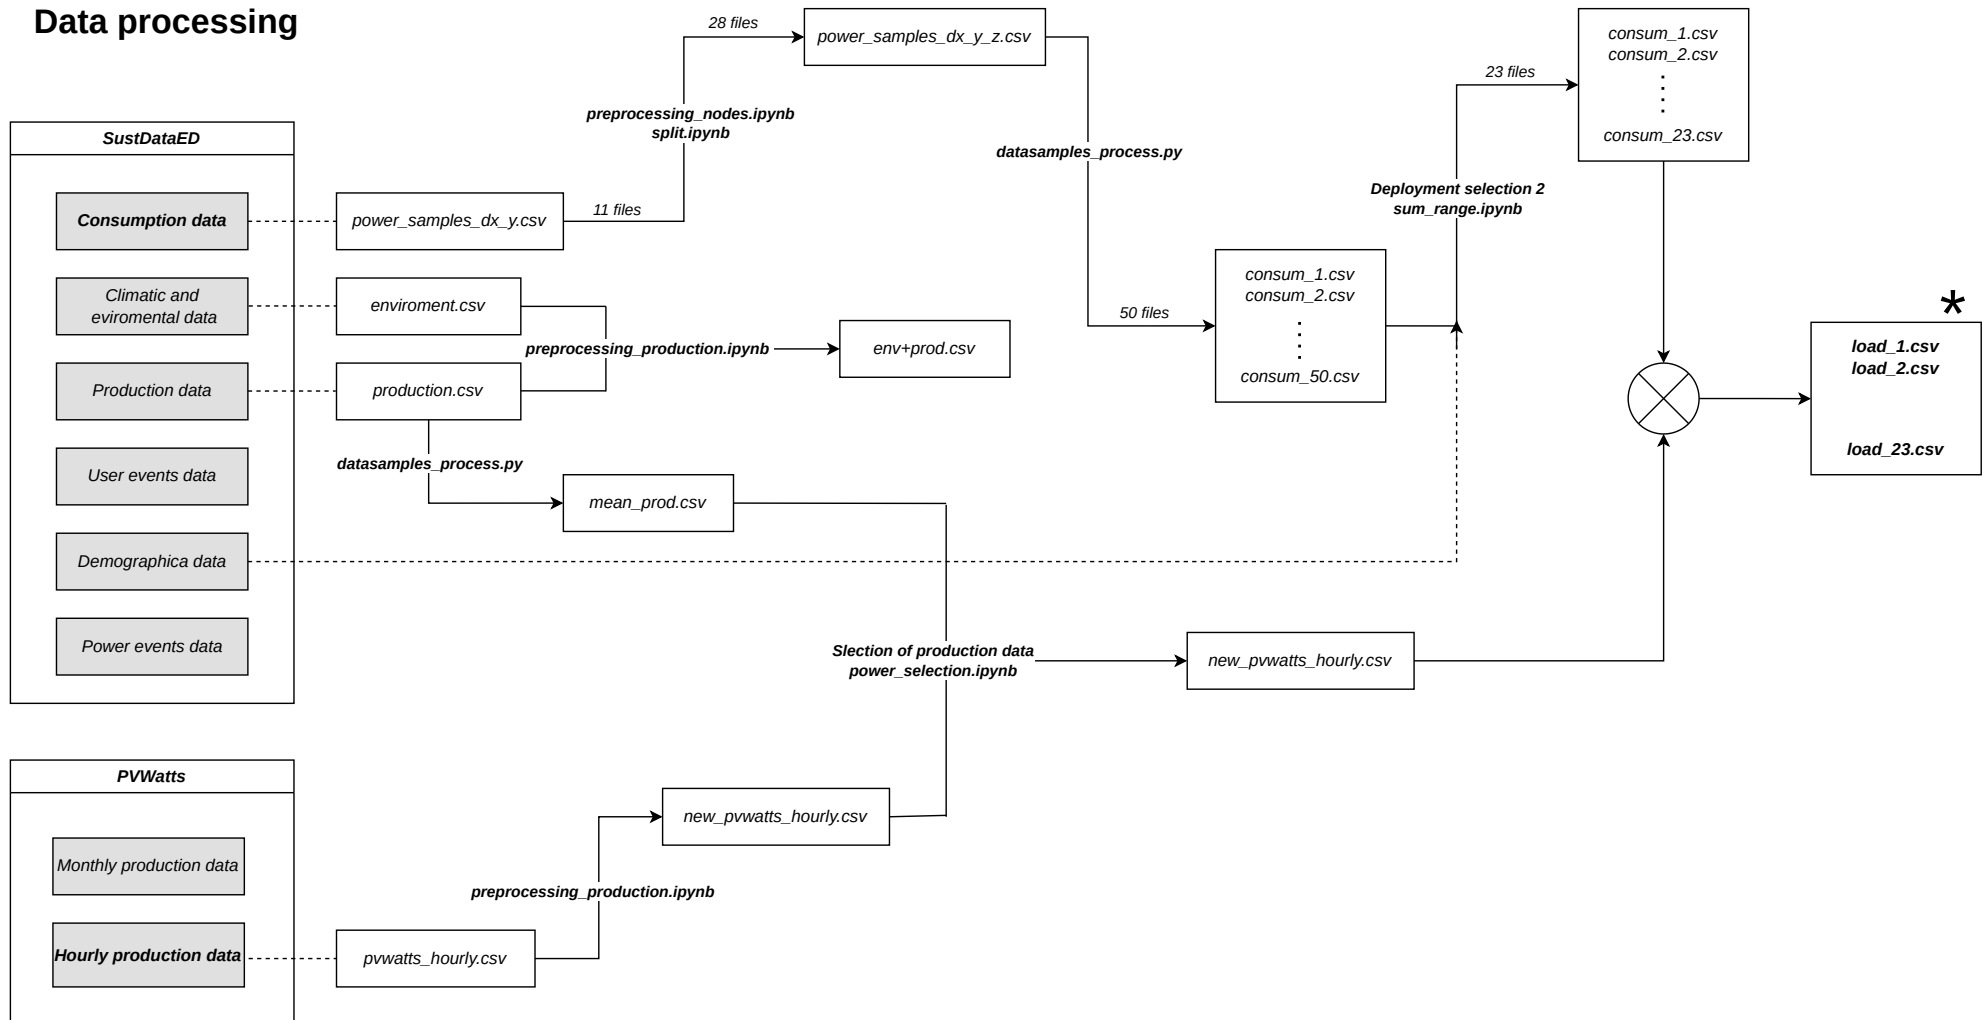 Data processing
28 files
power_samples_dx_y_z.csv
consum_1.csv
consum_2.csv
consum_23.csv
23 files
preprocessing_nodes.ipynb
split.ipynb
datasamples_process.py
SustDataED
Consumption data
power_samples_dx_y.csv
11 files
Deployment selection 2
sum_range.ipynb
Climatic and
eviromental data
enviroment.csv
consum_1.csv
consum_2.csv
consum_50.csv
50 files
preprocessing_production.ipynb
env+prod.csv
*
load_1.csv
load_2.csv
load_23.csv
Production data
production.csv
datasamples_process.py
User events data
mean_prod.csv
Demographica data
Power events data
Slection of production data
power_selection.ipynb
new_pvwatts_hourly.csv
PVWatts
new_pvwatts_hourly.csv
Monthly production data
preprocessing_production.ipynb
Hourly production data
pvwatts_hourly.csv